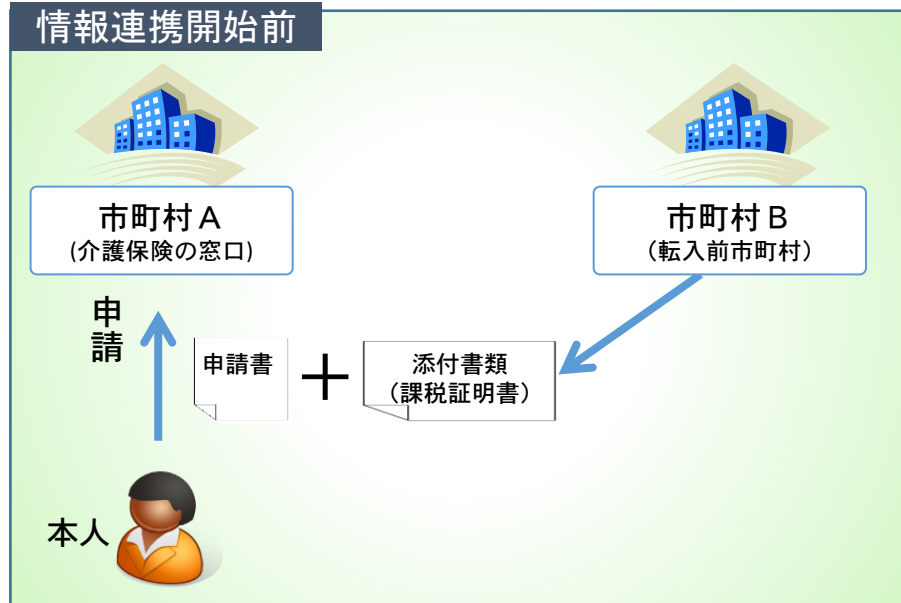 情報連携開始前
市町村A
(介護保険の窓口)
市町村B
（転入前市町村）
申請
申請書
＋
添付書類
（課税証明書）
本人